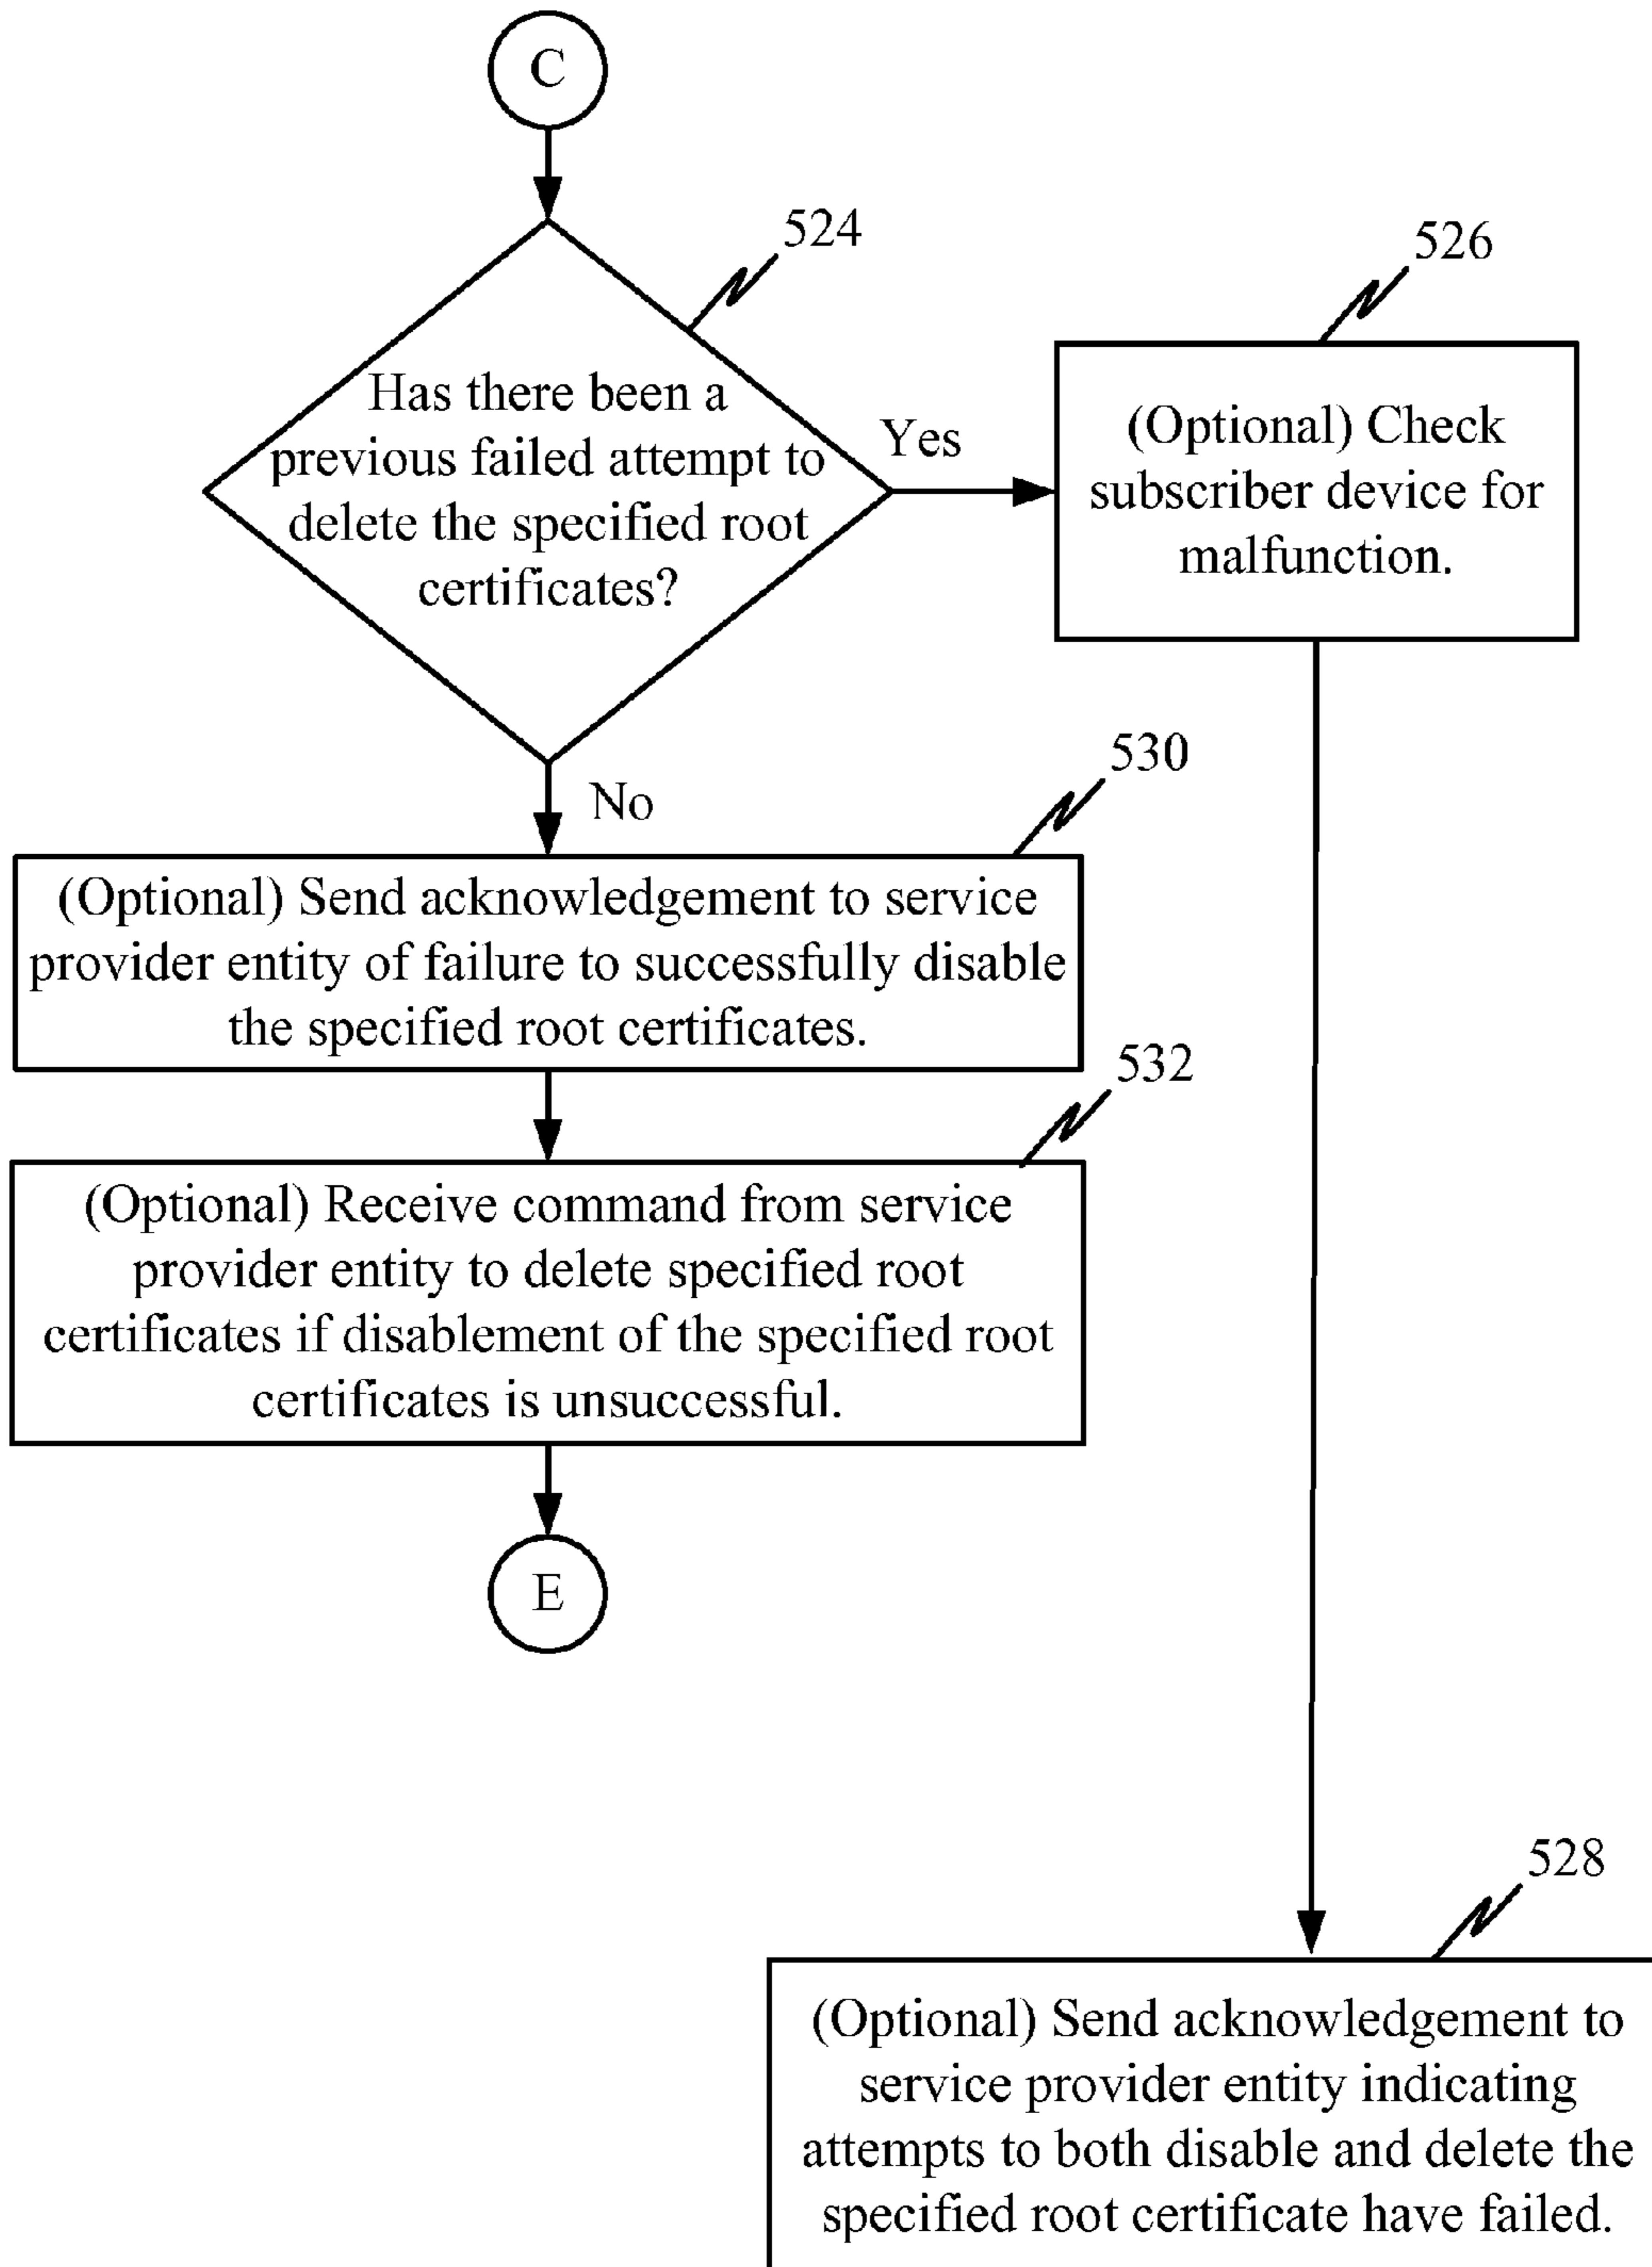 C
524
Has there been a
previous failed attempt to
delete the specified root
certificates?
Yes
526
(Optional) Check
subscriber device for
malfunction.
No
530
(Optional) Send acknowledgement to service
provider entity of failure to successfully disable
the specified root certificates.
532
(Optional) Receive command from service
provider entity to delete specified root
certificates if disablement of the specified root
certificates is unsuccessful.
E
528
(Optional) Send acknowledgement to
service provider entity indicating
attempts to both disable and delete the
specified root certificate have failed.